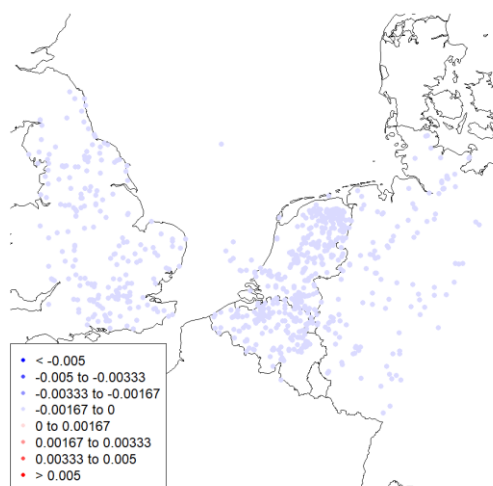 < -0.005
-0.005 to -0.00333
-0.00333 to -0.00167
-0.00167 to 0
0 to 0.00167
0.00167 to 0.00333
0.00333 to 0.005
> 0.005